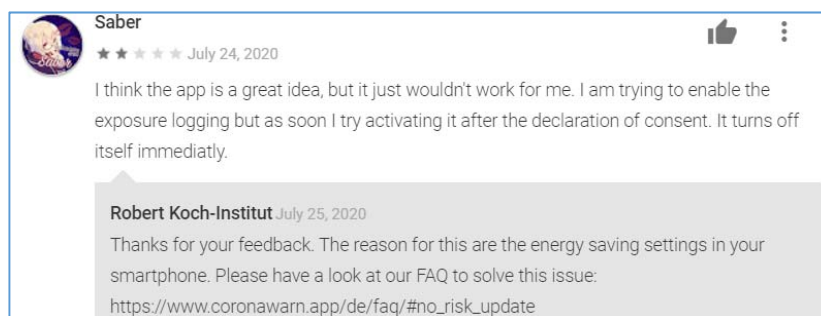 Saber
July 24, 2020
I think the app is a great idea, but it just wouldn't work for me. I am trying to enable the
exposure logging but as soon I try activating it after the declaration of consent. It turns off
itself immediatly.
Robert Koch-Institut July 25, 2020
Thanks for your feedback. The reason for this are the energy saving settings in your
smartphone. Please have a look at our FAQ to solve this issue:
https://www.coronawarn.app/de/faq/#no_risk_update